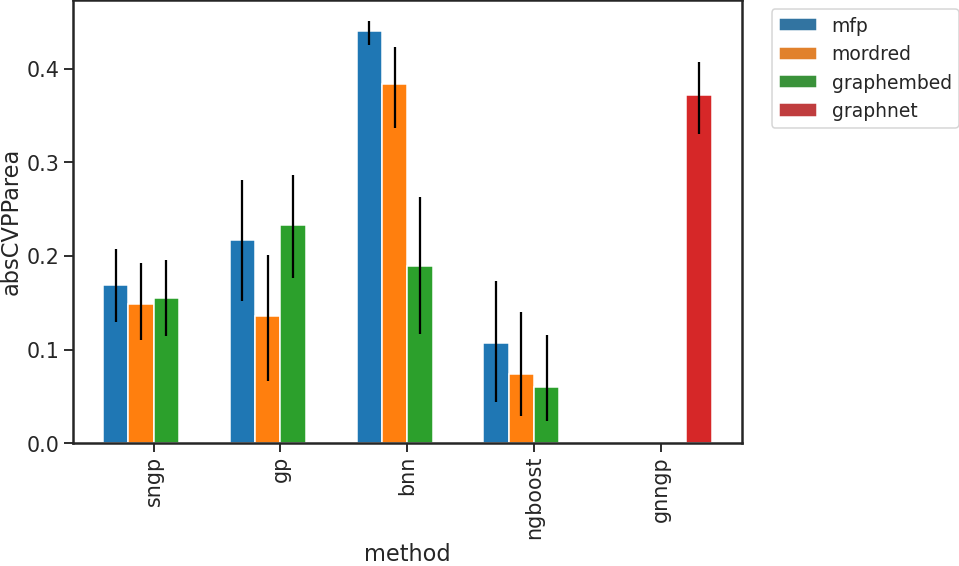 absCVPParea
0.4
0.3
0.2
0.1
0.0
sngp
gp
bnn
ngboost
gnngp
method
mfp
mordred
graphembed
graphnet